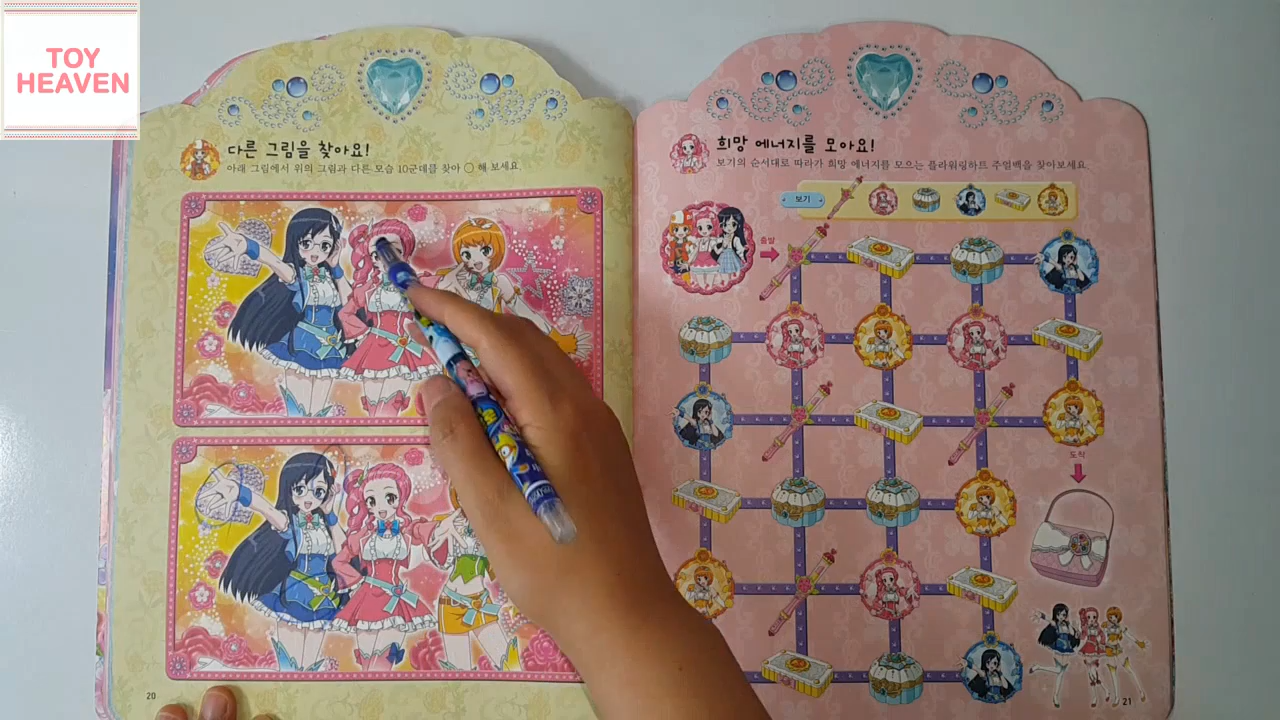 TOY
HEAVEN
다른 그림을 찾아요!
아래 그림에서 위의 그림과 다른 모습 10군데를 찾아 ○ 해 보세요.
희망 에너지를 모아요!
보기의 순서대로 따라가 희망 에너지를 모으는 플라워링하트 주얼백을 찾아보세요.
보기
출발
도착
20
21